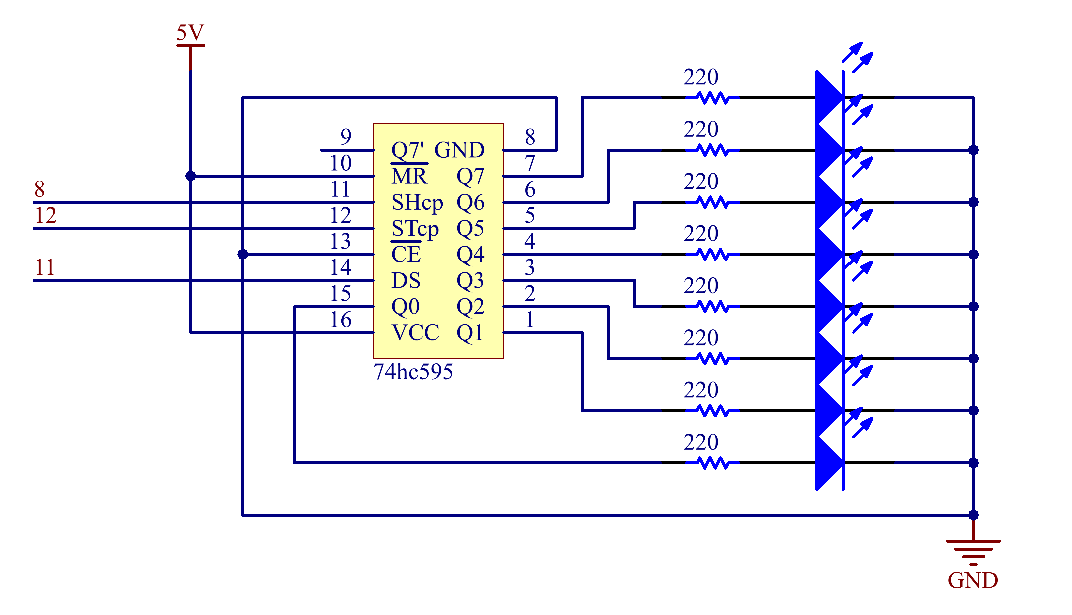 5V
220
220
220
220
220
220
220
220
8
12
11
9 Q7' GND 8
10 MR Q7 7
11 SHcp Q6 6
12 STcp Q5 5
13 CE Q4 4
14 DS Q3 3
15 Q0 Q2 2
16 VCC Q1 1
74hc595
GND